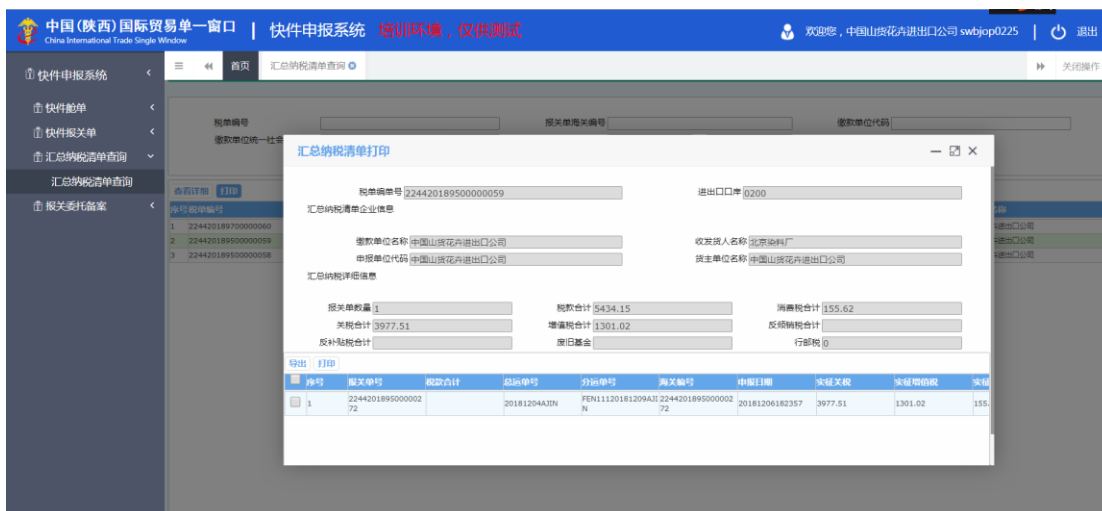 中国(陕西)国际贸易单一窗口 | 快件申报系统 培训环境，仅供测试
China International Trade Single Window
欢迎您，中国山货花卉进出口公司 swbjop0225 | 退出
快件申报系统
首页 汇总纳税清单查询 关闭操作
快件舱单
快件报关单
汇总纳税清单查询
汇总纳税清单查询
报关委托备案
税单编号 报关单海关编号 缴款单位代码
缴款单位统一社会
查看详细 打印
序号 税单编号
1 224420189700000060
2 224420189500000059
3 224420189500000058
汇总纳税清单打印
税单编单号 224420189500000059 进出口口岸 0200
汇总纳税清单企业信息
缴款单位名称 中国山货花卉进出口公司 收发货人名称 北京染料厂
申报单位代码 中国山货花卉进出口公司 货主单位名称 中国山货花卉进出口公司
汇总纳税详细信息
报关单数量 1 税款合计 5434.15 消费税合计 155.62
关税合计 3977.51 增值税合计 1301.02 反倾销税合计
反补贴税合计 废旧基金 行邮税 0
导出 打印
序号 报关单号 税款合计 总运单号 分运单号 海关编号 申报日期 实征关税 实征增值税 实征
1 224420189500000272 20181204AJIN FEN11120181209AJIN 224420189500000272 20181206182357 3977.51 1301.02 155.